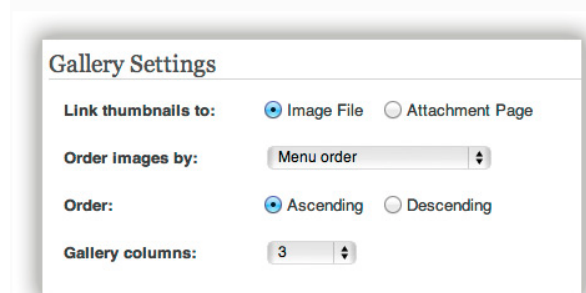 Gallery Settings
Link thumbnails to: Image File Attachment Page
Order images by: Menu order
Order: Ascending Descending
Gallery columns: 3